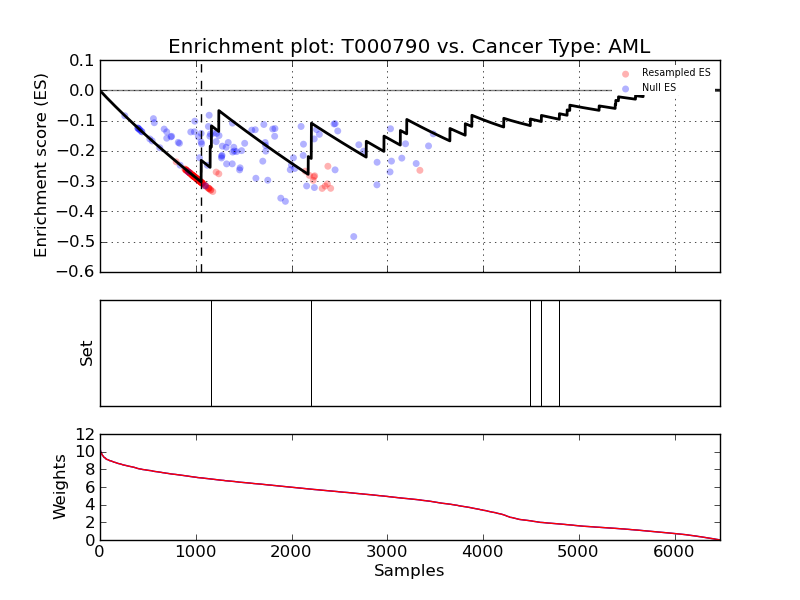 Enrichment plot: T000790 vs. Cancer Type: AML
Enrichment score (ES)
0.1
0.0
−0.1
−0.2
−0.3
−0.4
−0.5
−0.6
Resampled ES
Null ES
Set
Weights
12
10
8
6
4
2
0
0 1000 2000 3000 4000 5000 6000
Samples